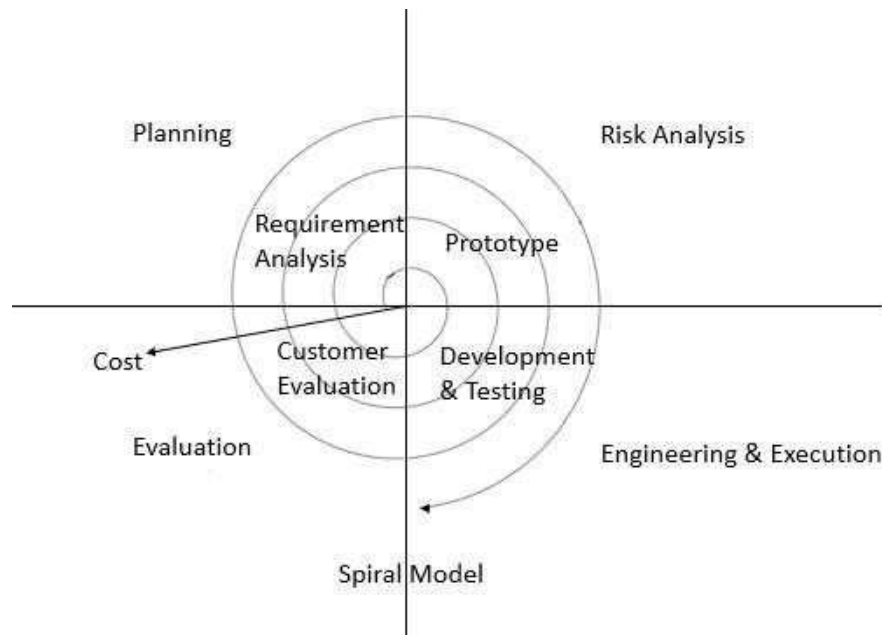 Planning
Risk Analysis
Requirement
Analysis
Prototype
Cost
Customer
Evaluation
Development
& Testing
Evaluation
Engineering & Execution
Spiral Model